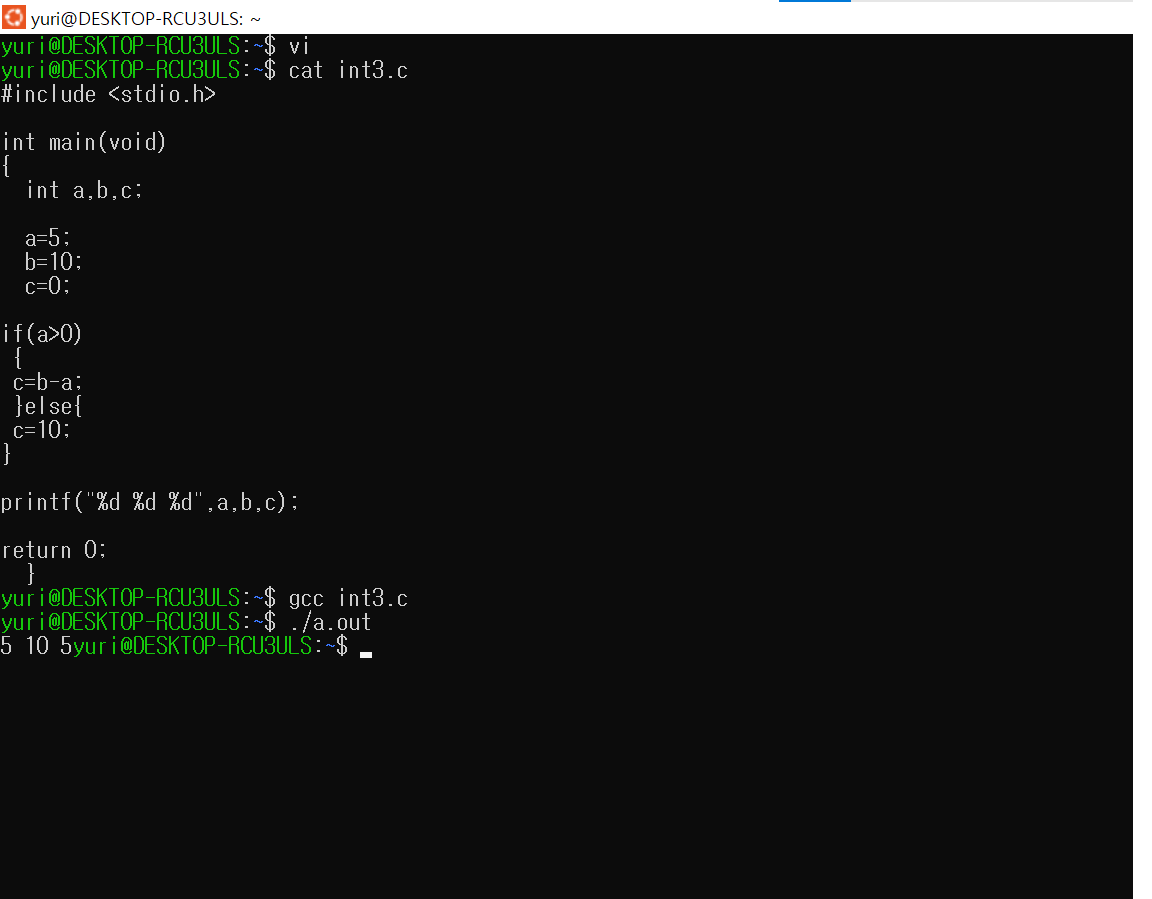 yuri@DESKTOP-RCU3ULS: ~
yuri@DESKTOP-RCU3ULS:~$ vi
yuri@DESKTOP-RCU3ULS:~$ cat int3.c
#include <stdio.h>
int main(void)
{
  int a,b,c;
  a=5;
  b=10;
  c=0;
if(a>0)
 {
 c=b-a;
 }else{
 c=10;
}
printf("%d %d %d",a,b,c);
return 0;
  }
yuri@DESKTOP-RCU3ULS:~$ gcc int3.c
yuri@DESKTOP-RCU3ULS:~$ ./a.out
5 10 5yuri@DESKTOP-RCU3ULS:~$